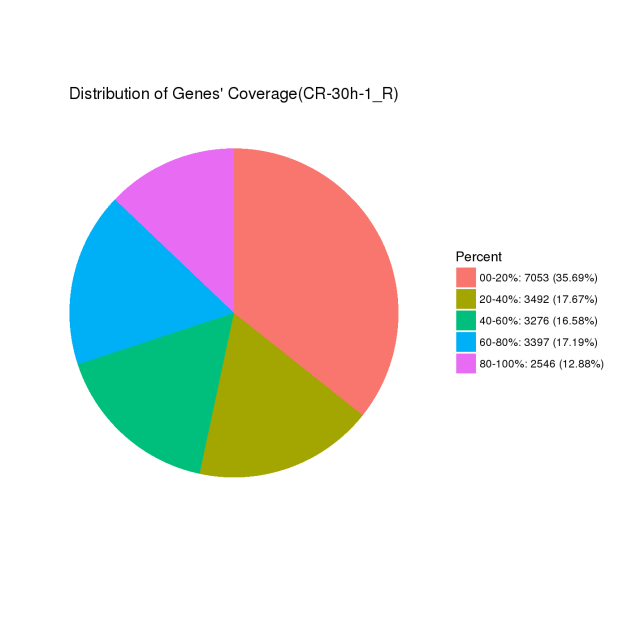 Distribution of Genes' Coverage(CR-30h-1_R)
Percent
00-20%: 7053 (35.69%)
20-40%: 3492 (17.67%)
40-60%: 3276 (16.58%)
60-80%: 3397 (17.19%)
80-100%: 2546 (12.88%)